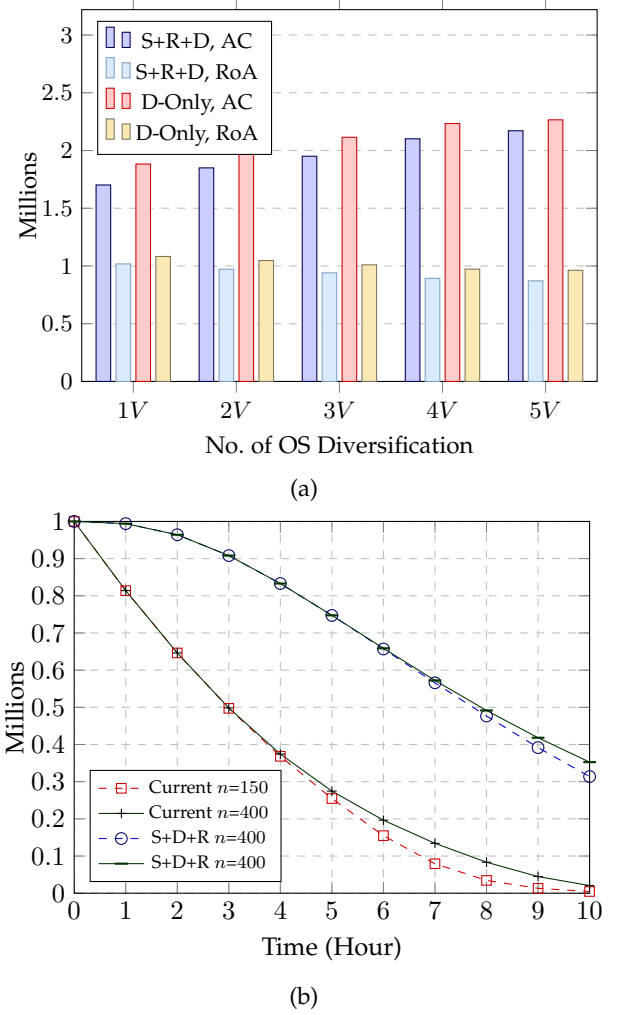 3
2.5
2
1.5
1
0.5
0
Millions
S+R+D, AC
S+R+D, RoA
D-Only, AC
D-Only, RoA
1V 2V 3V 4V 5V
No. of OS Diversification
(a)
1
0.9
0.8
0.7
0.6
0.5
0.4
0.3
0.2
0.1
0
Millions
Current n=150
Current n=400
S+D+R n=400
S+D+R n=400
0 1 2 3 4 5 6 7 8 9 10
Time (Hour)
(b)